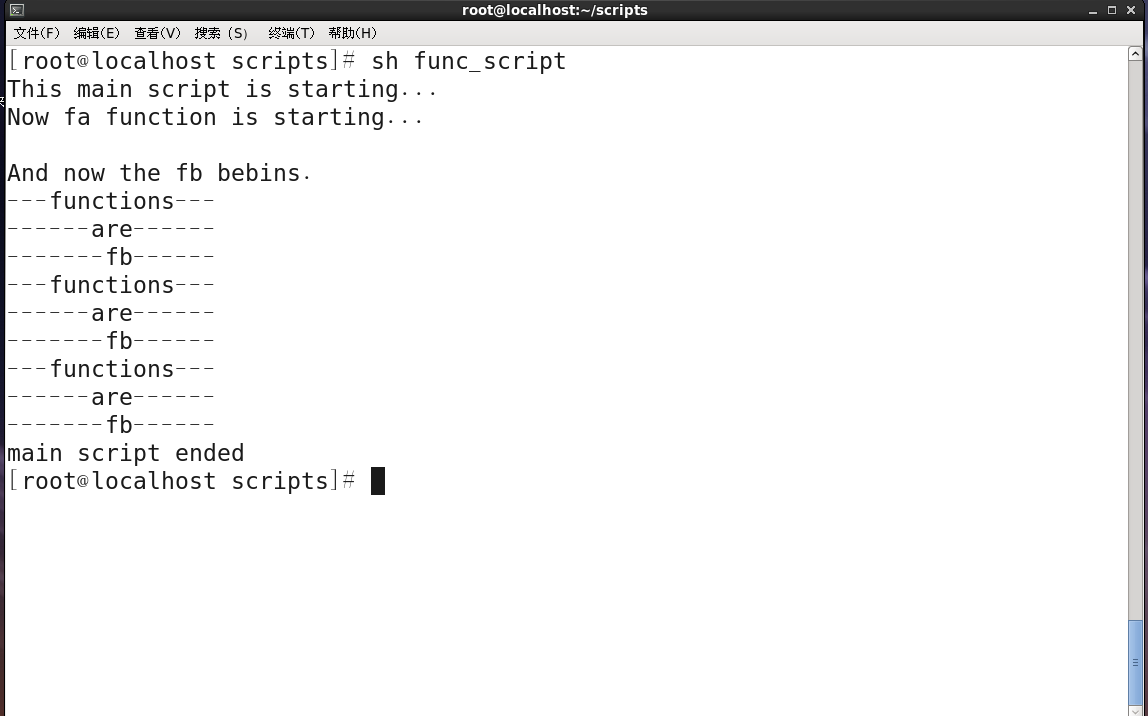 root@localhost:~/scripts
文件(F) 编辑(E) 查看(V) 搜索 (S) 终端(T) 帮助(H)
[root@localhost scripts]# sh func_script
This main script is starting...
Now fa function is starting...
And now the fb bebins.
---functions---
------are------
-------fb------
---functions---
------are------
-------fb------
---functions---
------are------
-------fb------
main script ended
[root@localhost scripts]#